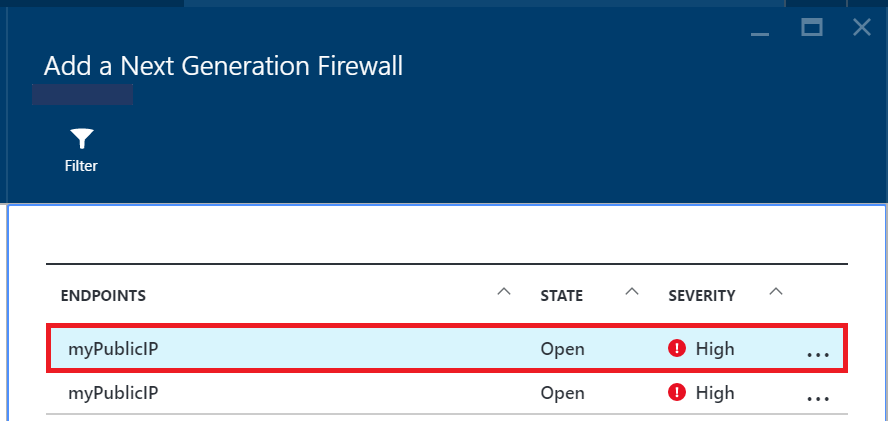 Add a Next Generation Firewall
Filter
ENDPOINTS STATE SEVERITY
myPublicIP Open High ...
myPublicIP Open High ...